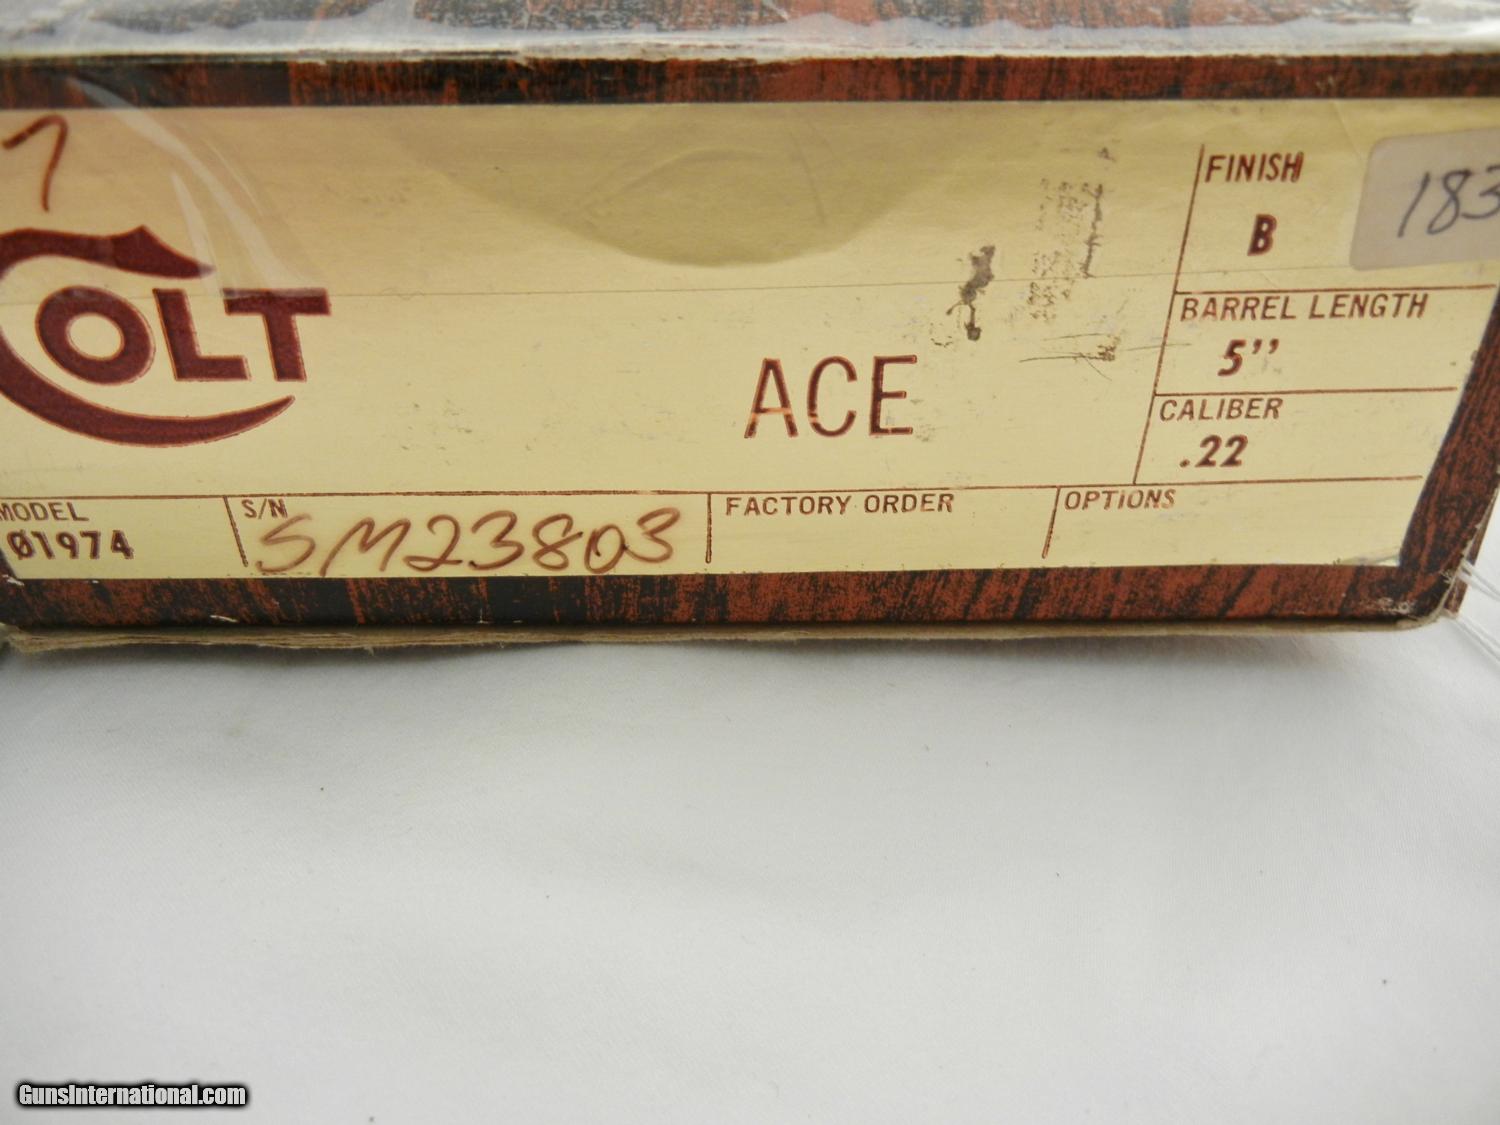 7
COLT
ACE
FINISH
B
183
BARREL LENGTH
5"
CALIBER
.22
MODEL
Ø1974
S/N
SM23803
FACTORY ORDER
OPTIONS
GunsInternational.com